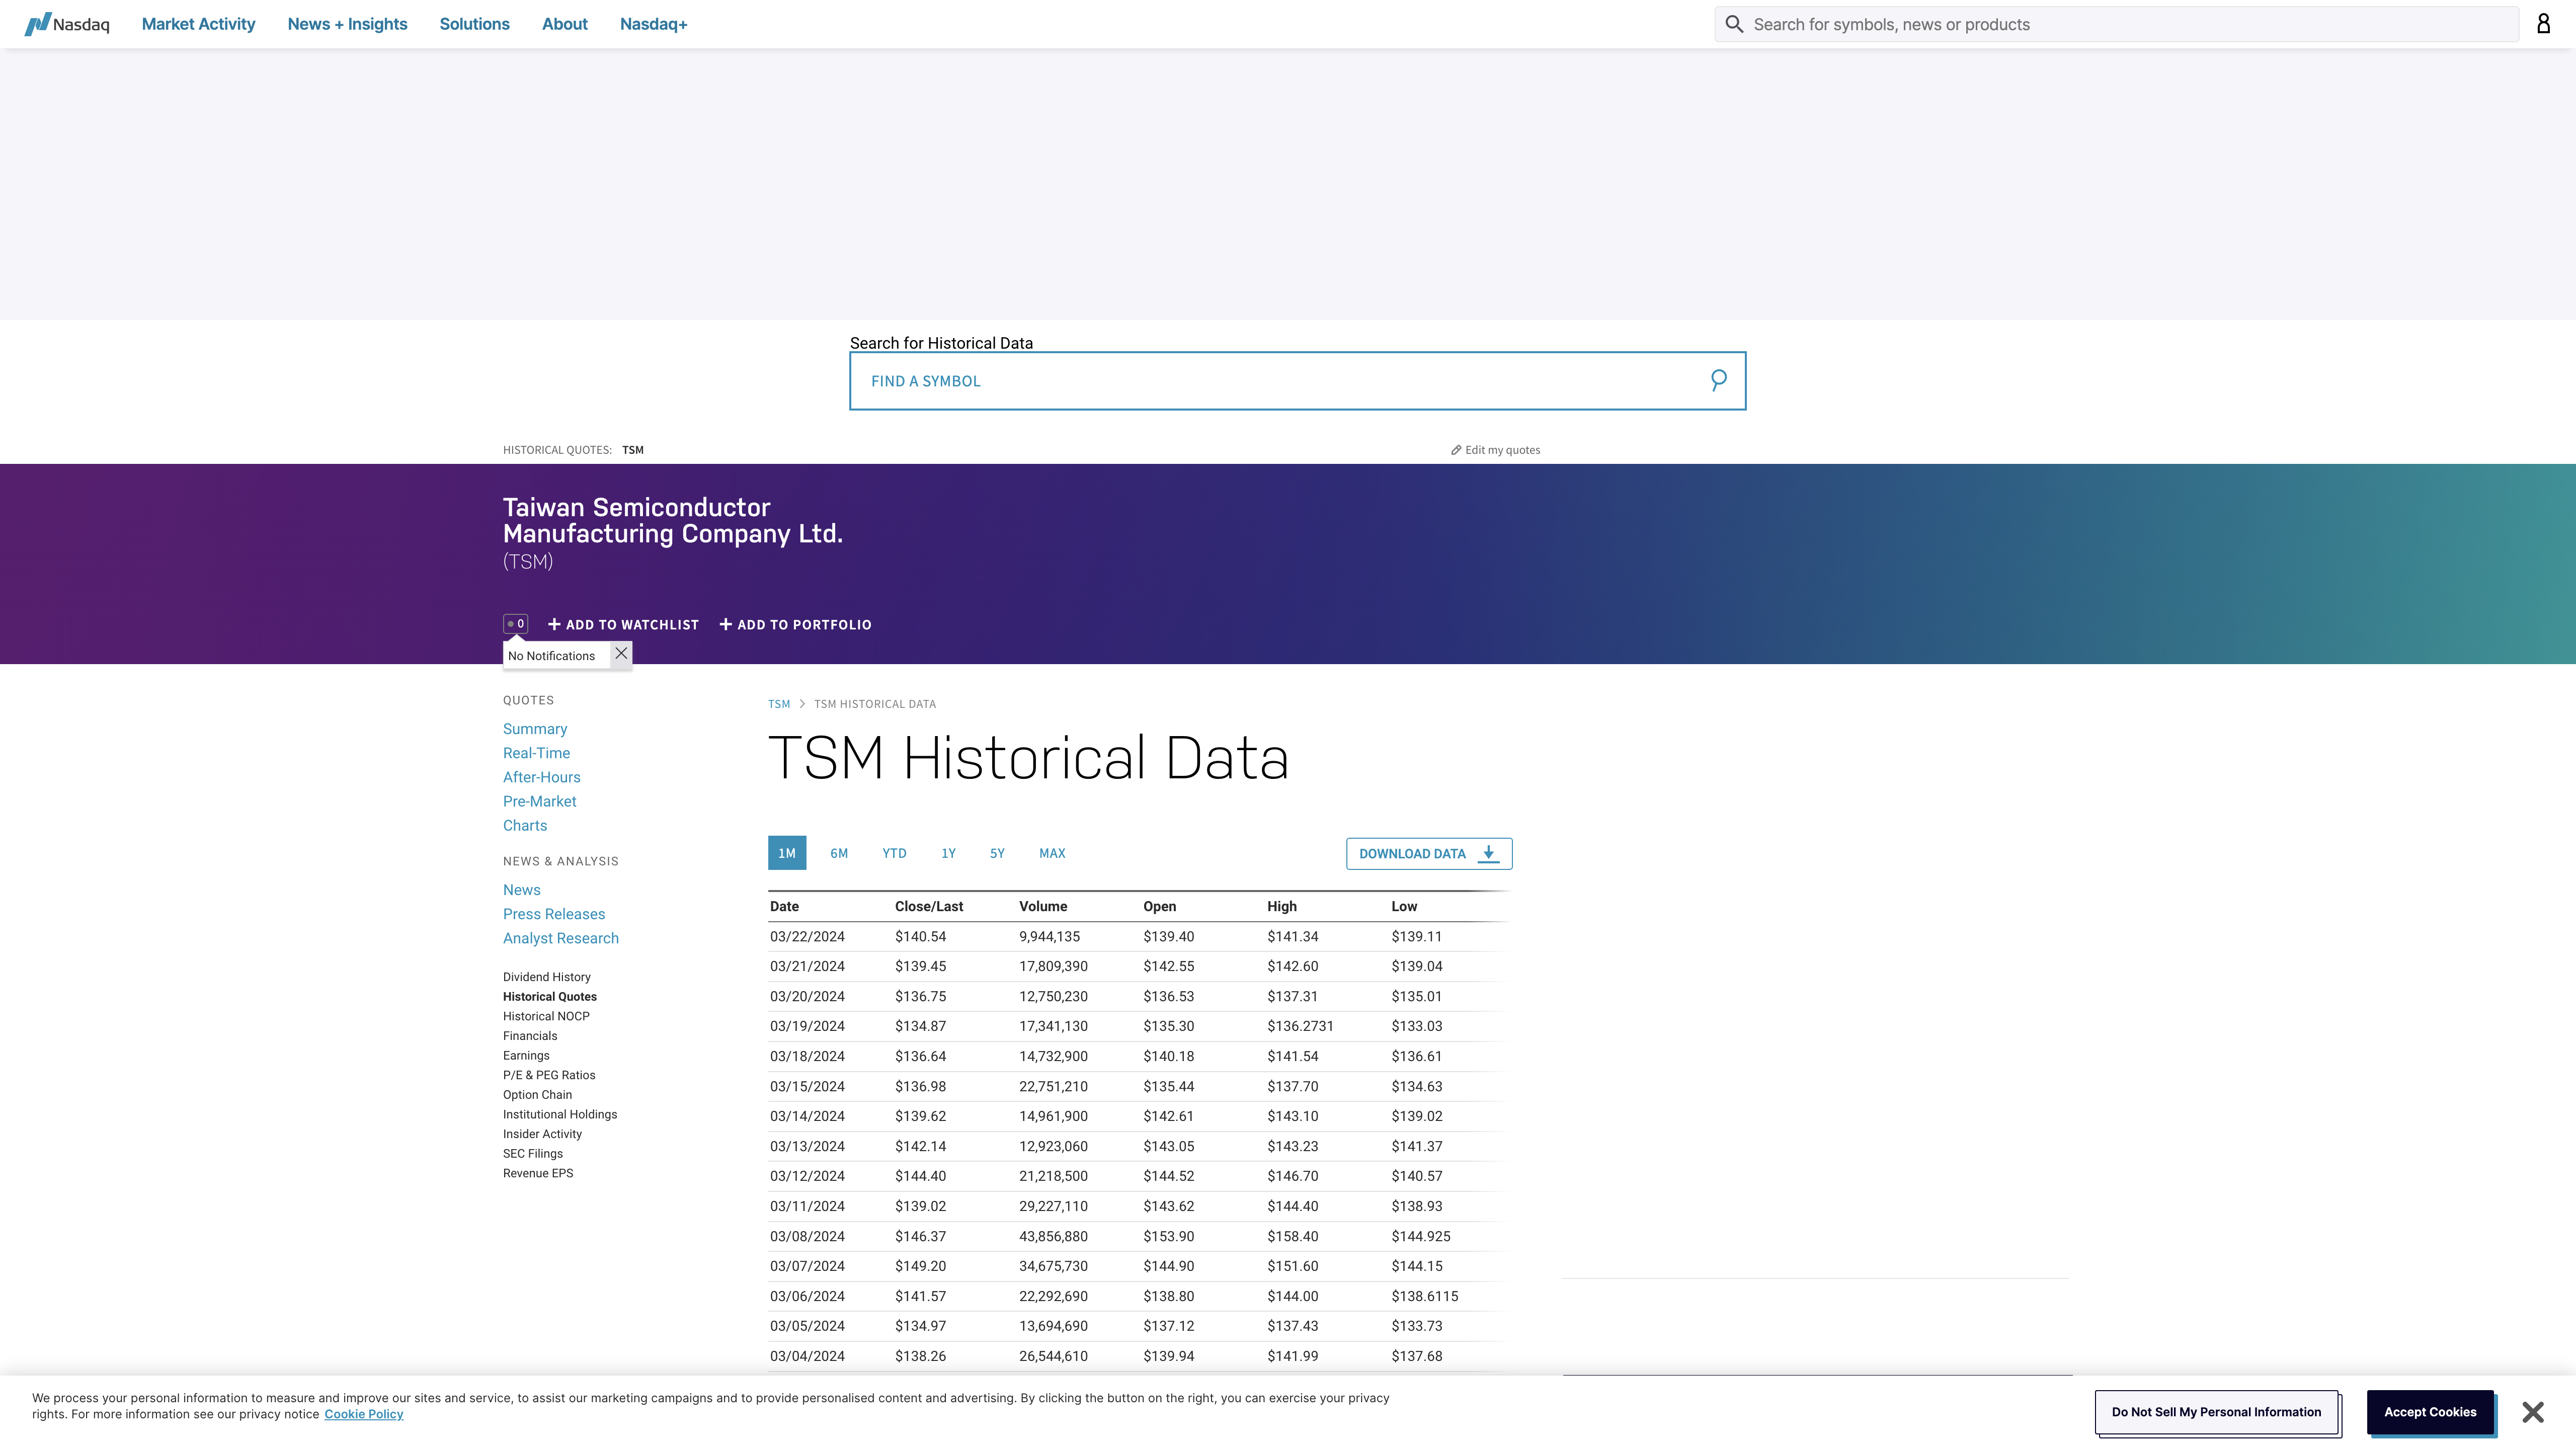 Nasdaq
Market Activity News + Insights Solutions About Nasdaq+
Search for symbols, news or products
Search for Historical Data
FIND A SYMBOL
HISTORICAL QUOTES: TSM
Edit my quotes
Taiwan Semiconductor
Manufacturing Company Ltd.
(TSM)
0 ADD TO WATCHLIST ADD TO PORTFOLIO
No Notifications
QUOTES
Summary
Real-Time
After-Hours
Pre-Market
Charts
NEWS & ANALYSIS
News
Press Releases
Analyst Research
Dividend History
Historical Quotes
Historical NOCP
Financials
Earnings
P/E & PEG Ratios
Option Chain
Institutional Holdings
Insider Activity
SEC Filings
Revenue EPS
TSM > TSM HISTORICAL DATA
TSM Historical Data
1M 6M YTD 1Y 5Y MAX
DOWNLOAD DATA
Date Close/Last Volume Open High Low
03/22/2024 $140.54 9,944,135 $139.40 $141.34 $139.11
03/21/2024 $139.45 17,809,390 $142.55 $142.60 $139.04
03/20/2024 $136.75 12,750,230 $136.53 $137.31 $135.01
03/19/2024 $134.87 17,341,130 $135.30 $136.2731 $133.03
03/18/2024 $136.64 14,732,900 $140.18 $141.54 $136.61
03/15/2024 $136.98 22,751,210 $135.44 $137.70 $134.63
03/14/2024 $139.62 14,961,900 $142.61 $143.10 $139.02
03/13/2024 $142.14 12,923,060 $143.05 $143.23 $141.37
03/12/2024 $144.40 21,218,500 $144.52 $146.70 $140.57
03/11/2024 $139.02 29,227,110 $143.62 $144.40 $138.93
03/08/2024 $146.37 43,856,880 $153.90 $158.40 $144.925
03/07/2024 $149.20 34,675,730 $144.90 $151.60 $144.15
03/06/2024 $141.57 22,292,690 $138.80 $144.00 $138.6115
03/05/2024 $134.97 13,694,690 $137.12 $137.43 $133.73
03/04/2024 $138.26 26,544,610 $139.94 $141.99 $137.68
We process your personal information to measure and improve our sites and service, to assist our marketing campaigns and to provide personalised content and advertising. By clicking the button on the right, you can exercise your privacy
rights. For more information see our privacy notice Cookie Policy
Do Not Sell My Personal Information
Accept Cookies